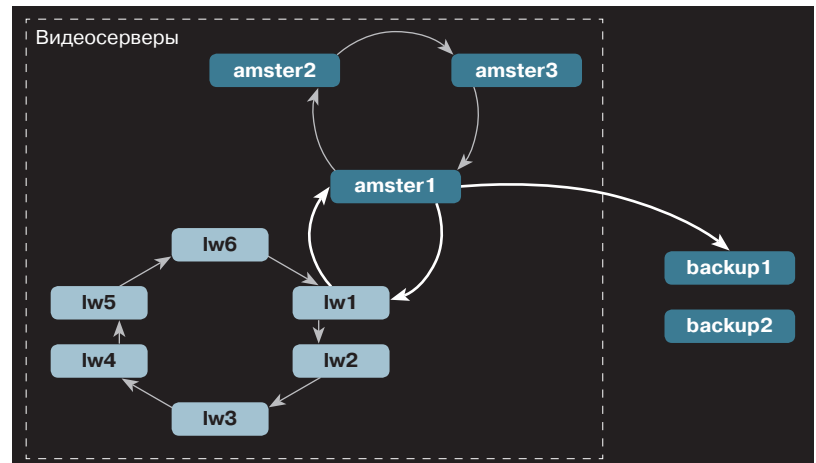 Видеосерверы
amster2
amster3
amster1
lw6
backup1
lw5
lw1
backup2
lw4
lw2
lw3